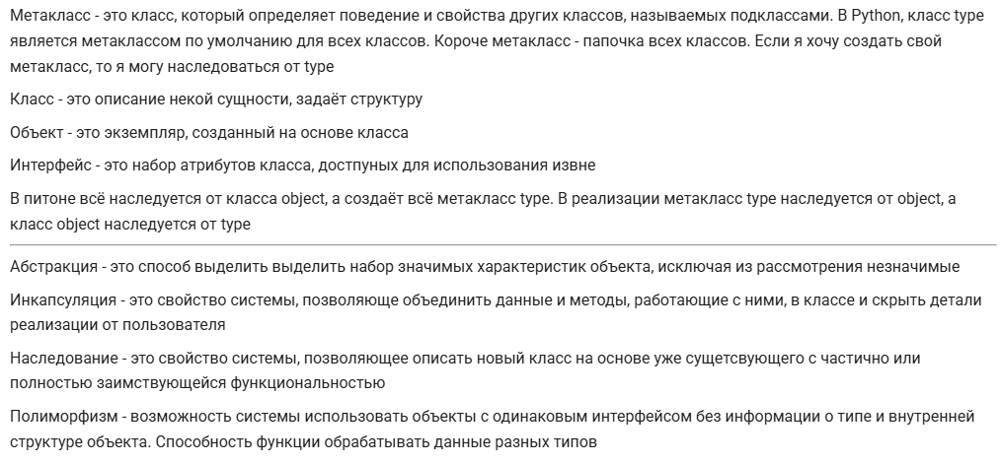 Метакласс - это класс, который определяет поведение и свойства других классов, называемых подклассами. В Python, класс type
является метаклассом по умолчанию для всех классов. Короче метакласс - папочка всех классов. Если я хочу создать свой
метакласс, то я могу наследоваться от type
Класс - это описание некой сущности, задаёт структуру
Объект - это экземпляр, созданный на основе класса
Интерфейс - это набор атрибутов класса, достпуных для использования извне
В питоне всё наследуется от класса object, а создаёт всё метакласс type. В реализации метакласс type наследуется от object, а
класс object наследуется от type
Абстракция - это способ выделить выделить набор значимых характеристик объекта, исключая из рассмотрения незначимые
Инкапсуляция - это свойство системы, позволяюще объединить данные и методы, работающие с ними, в классе и скрыть детали
реализации от пользователя
Наследование - это свойство системы, позволяющее описать новый класс на основе уже сущетсвующего с частично или
полностью заимствующейся функциональностью
Полиморфизм - возможность системы использовать объекты с одинаковым интерфейсом без информации о типе и внутренней
структуре объекта. Способность функции обрабатывать данные разных типов